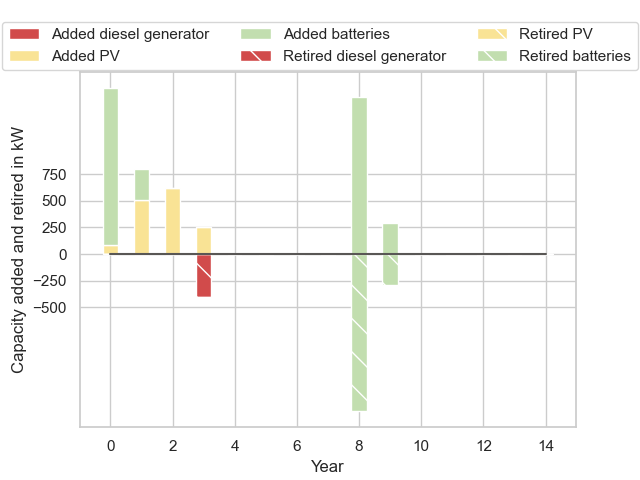 Added diesel generator Added batteries Retired PV
Added PV Retired diesel generator Retired batteries
Capacity added and retired in kW
750
500
250
0
−250
−500
0 2 4 6 8 10 12 14
Year